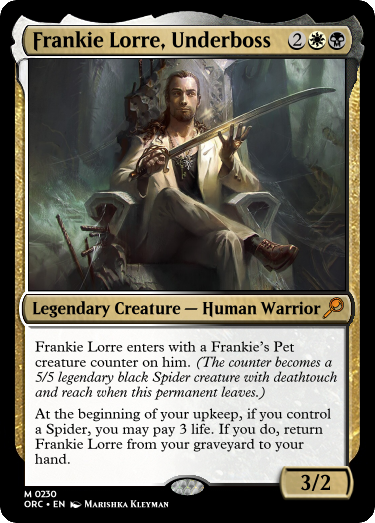 Frankie Lorre, Underboss 2
Legendary Creature — Human Warrior
Frankie Lorre enters with a Frankie's Pet
creature counter on him. (The counter becomes a
5/5 legendary black Spider creature with deathtouch
and reach when this permanent leaves.)
At the beginning of your upkeep, if you control
a Spider, you may pay 3 life. If you do, return
Frankie Lorre from your graveyard to your
hand.
3/2
M 0230
ORC • EN Marishka Kleyman